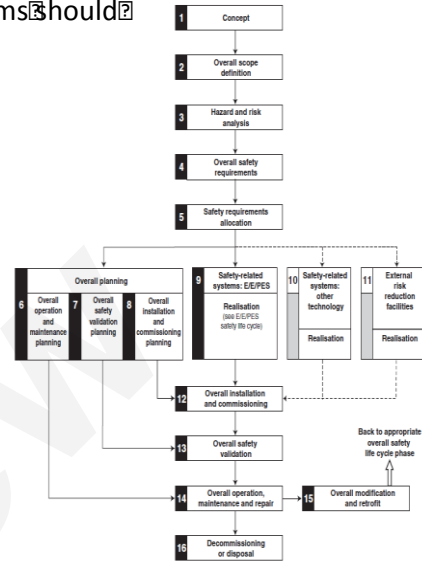 ms should
1 Concept
2 Overall scope
definition
3 Hazard and risk
analysis
4 Overall safety
requirements
5 Safety requirements
allocation
Overall planning
6 Overall
operation
and
maintenance
planning
7 Overall
safety
validation
planning
8 Overall
installation
and
commissioning
planning
9 Safety-related
systems: E/E/PES
Realisation
(see E/E/PES
safety life cycle)
10 Safety-related
systems:
other
technology
Realisation
11 External
risk
reduction
facilities
Realisation
12 Overall installation
and commissioning
13 Overall safety
validation
Back to appropriate
overall safety
life cycle phase
14 Overall operation,
maintenance and repair
15 Overall modification
and retrofit
16 Decommissioning
or disposal